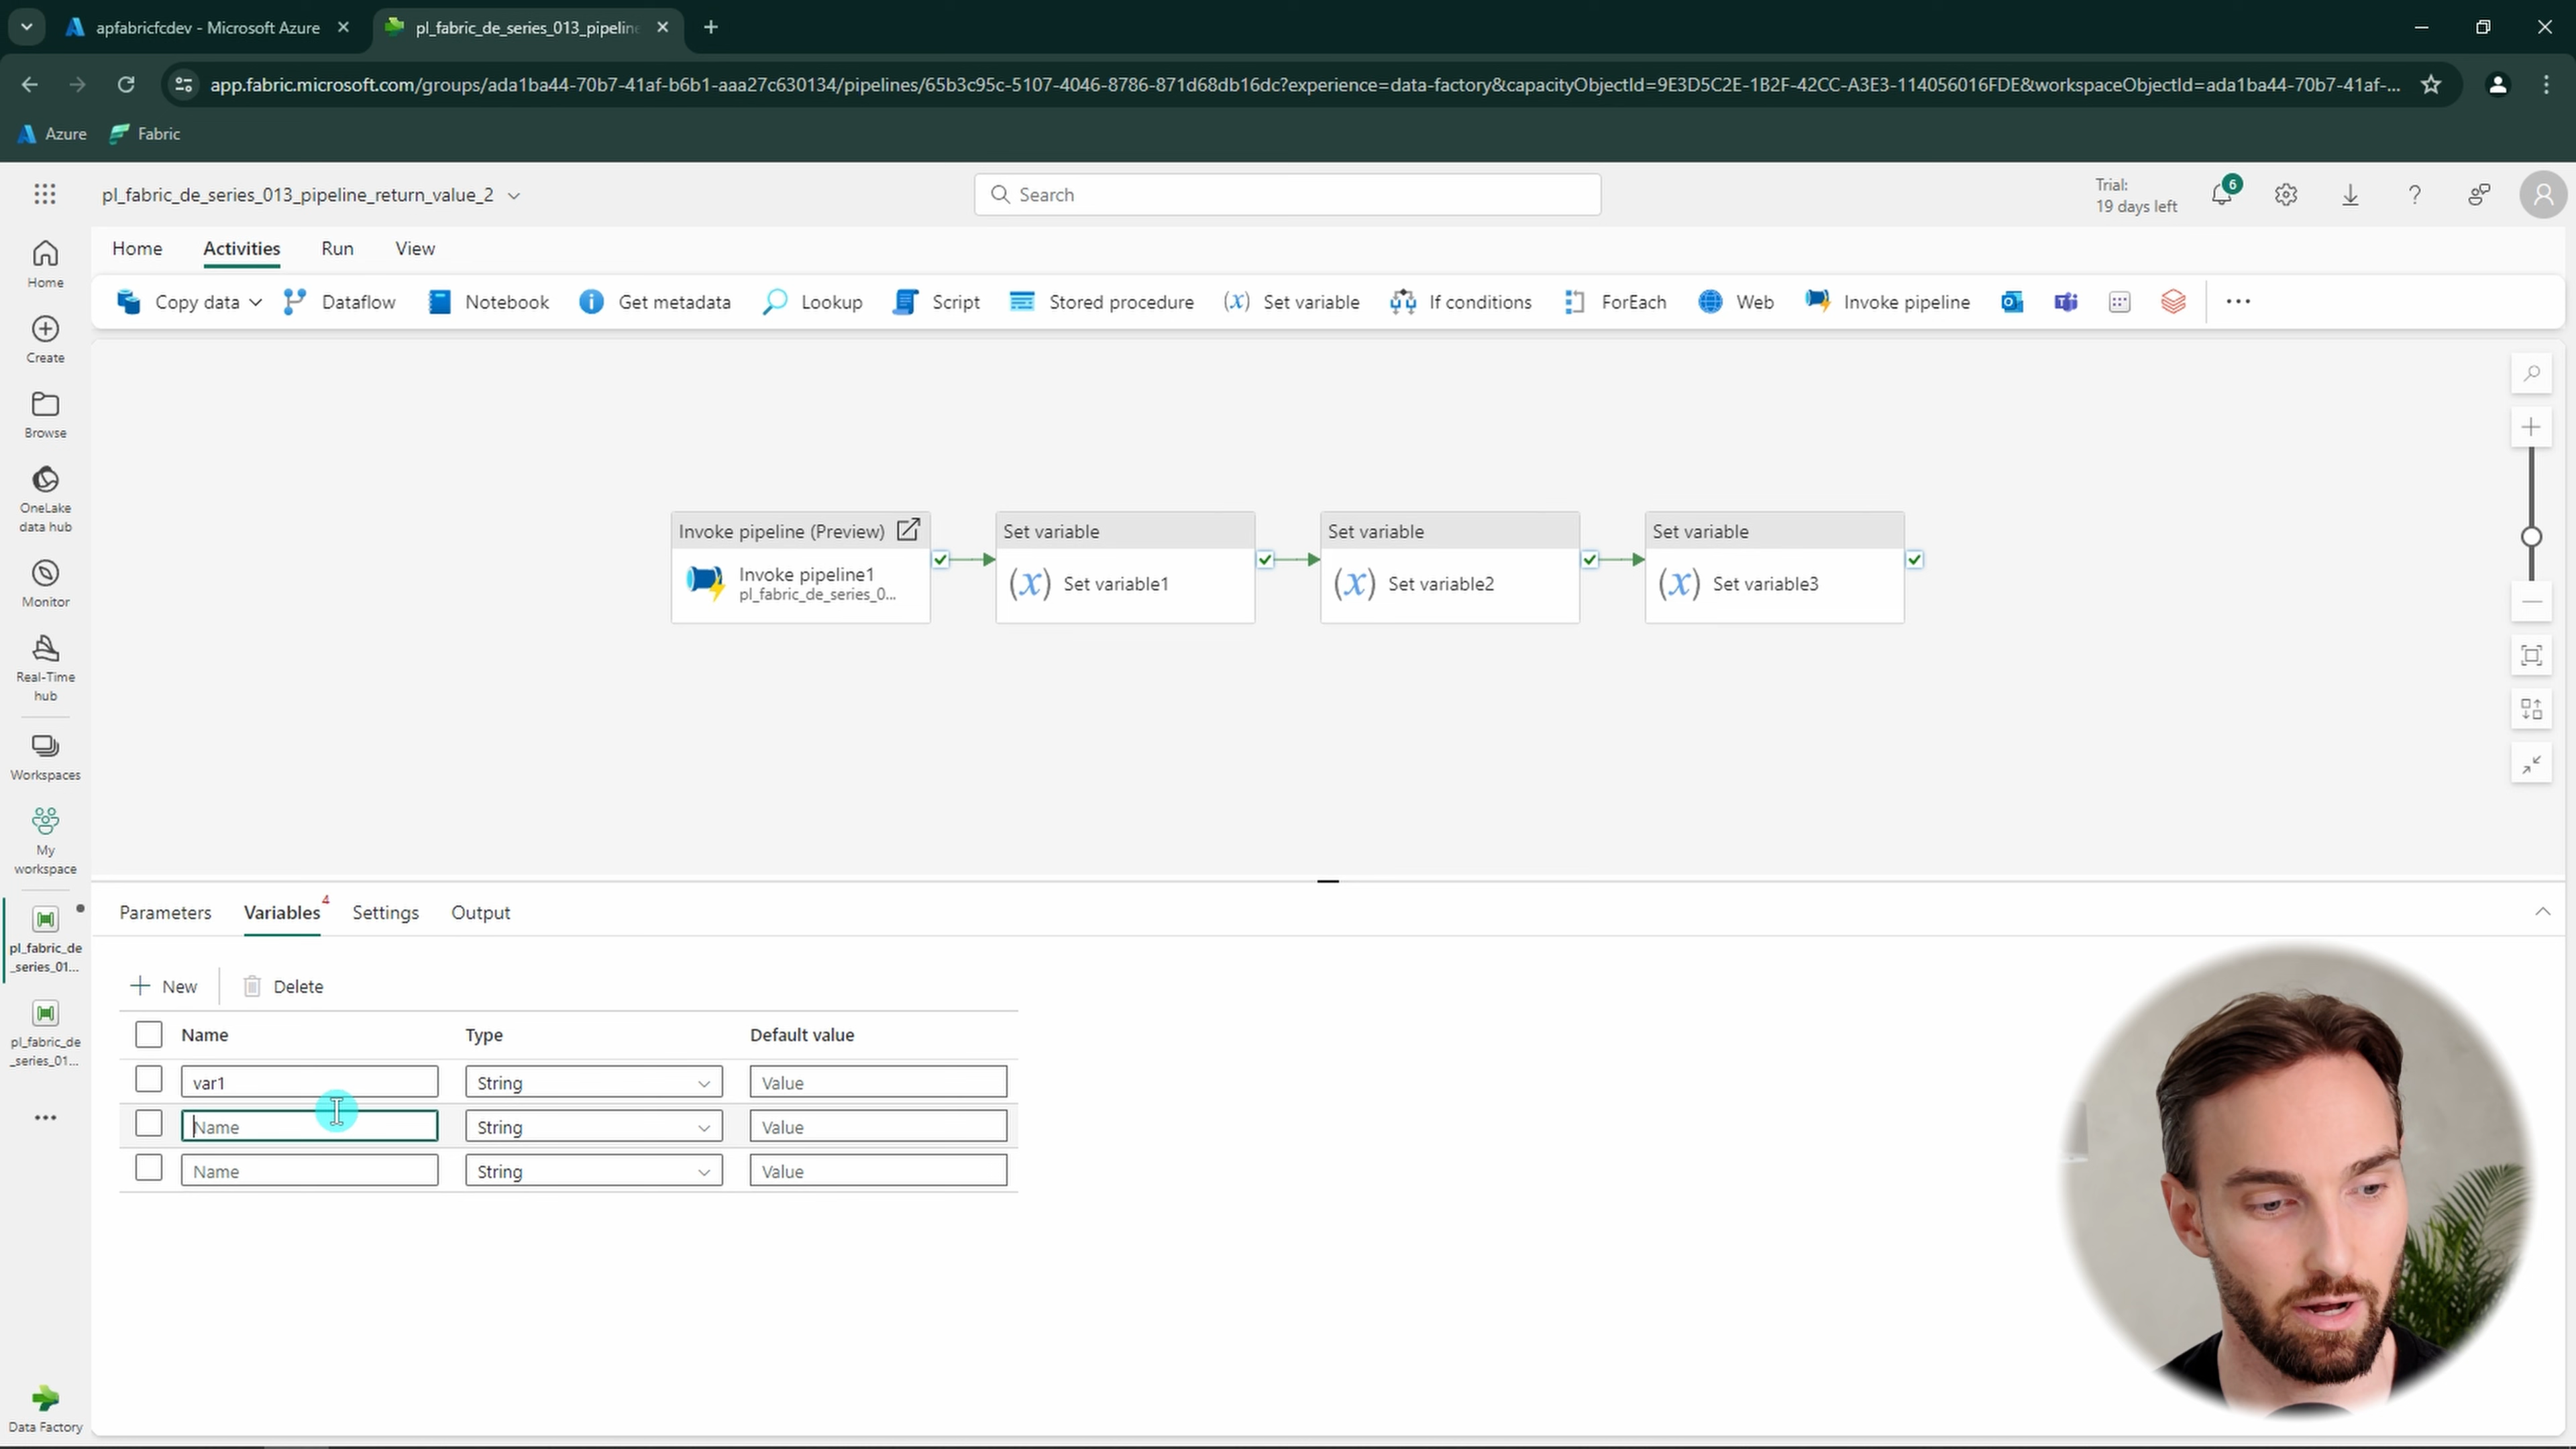 apfabricfcdev - Microsoft Azure
pl_fabric_de_series_013_pipeline
app.fabric.microsoft.com/groups/ada1ba44-70b7-41af-b6b1-aaa27c630134/pipelines/65b3c95c-5107-4046-8786-871d68db16dc?experience=data-factory&capacityObjectId=9E3D5C2E-1B2F-42CC-A3E3-114056016FDE&workspaceObjectId=ada1ba44-70b7-41af-...
Azure
Fabric
pl_fabric_de_series_013_pipeline_return_value_2
Search
Trial:
19 days left
6
Home
Activities
Run
View
Copy data
Dataflow
Notebook
Get metadata
Lookup
Script
Stored procedure
(x) Set variable
If conditions
ForEach
Web
Invoke pipeline
Home
Create
Browse
OneLake
data hub
Monitor
Real-Time
hub
Workspaces
My
workspace
pl_fabric_de
_series_01...
pl_fabric_de
_series_01...
Data Factory
Invoke pipeline (Preview)
Invoke pipeline1
pl_fabric_de_series_0...
Set variable
(x) Set variable1
Set variable
(x) Set variable2
Set variable
(x) Set variable3
Parameters
Variables 4
Settings
Output
New
Delete
Name Type Default value
var1 String Value
Name String Value
Name String Value